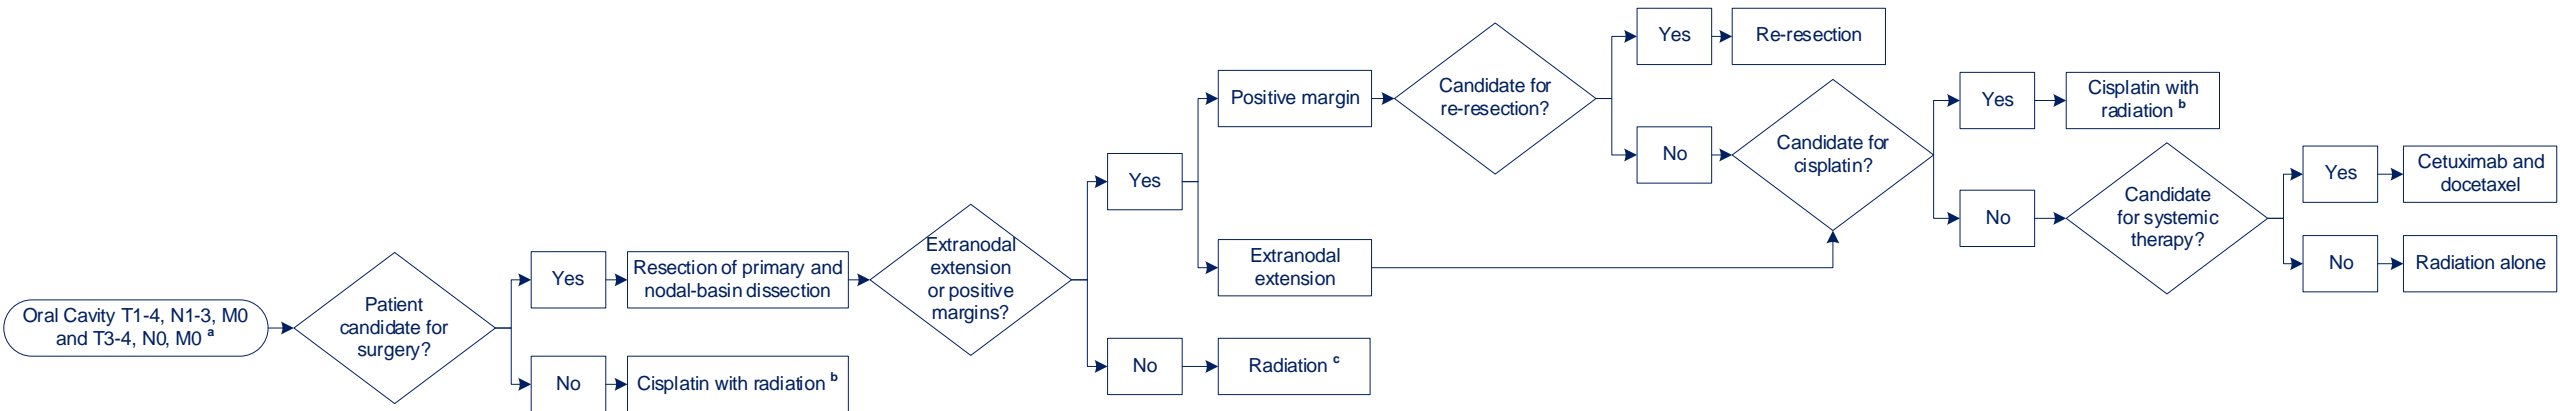 Oral Cavity T1-4, N1-3, M0
and T3-4, N0, M0 a
Patient
candidate for
surgery?
Yes
Resection of primary and
nodal-basin dissection
No
Cisplatin with radiation b
Extranodal
extension
or positive
margins?
Yes
Positive margin
Candidate for
re-resection?
Yes
Re-resection
No
Extranodal
extension
Candidate for
cisplatin?
Yes
Cisplatin with
radiation b
No
Candidate
for systemic
therapy?
Yes
Cetuximab and
docetaxel
No
Radiation alone
No
Radiation c